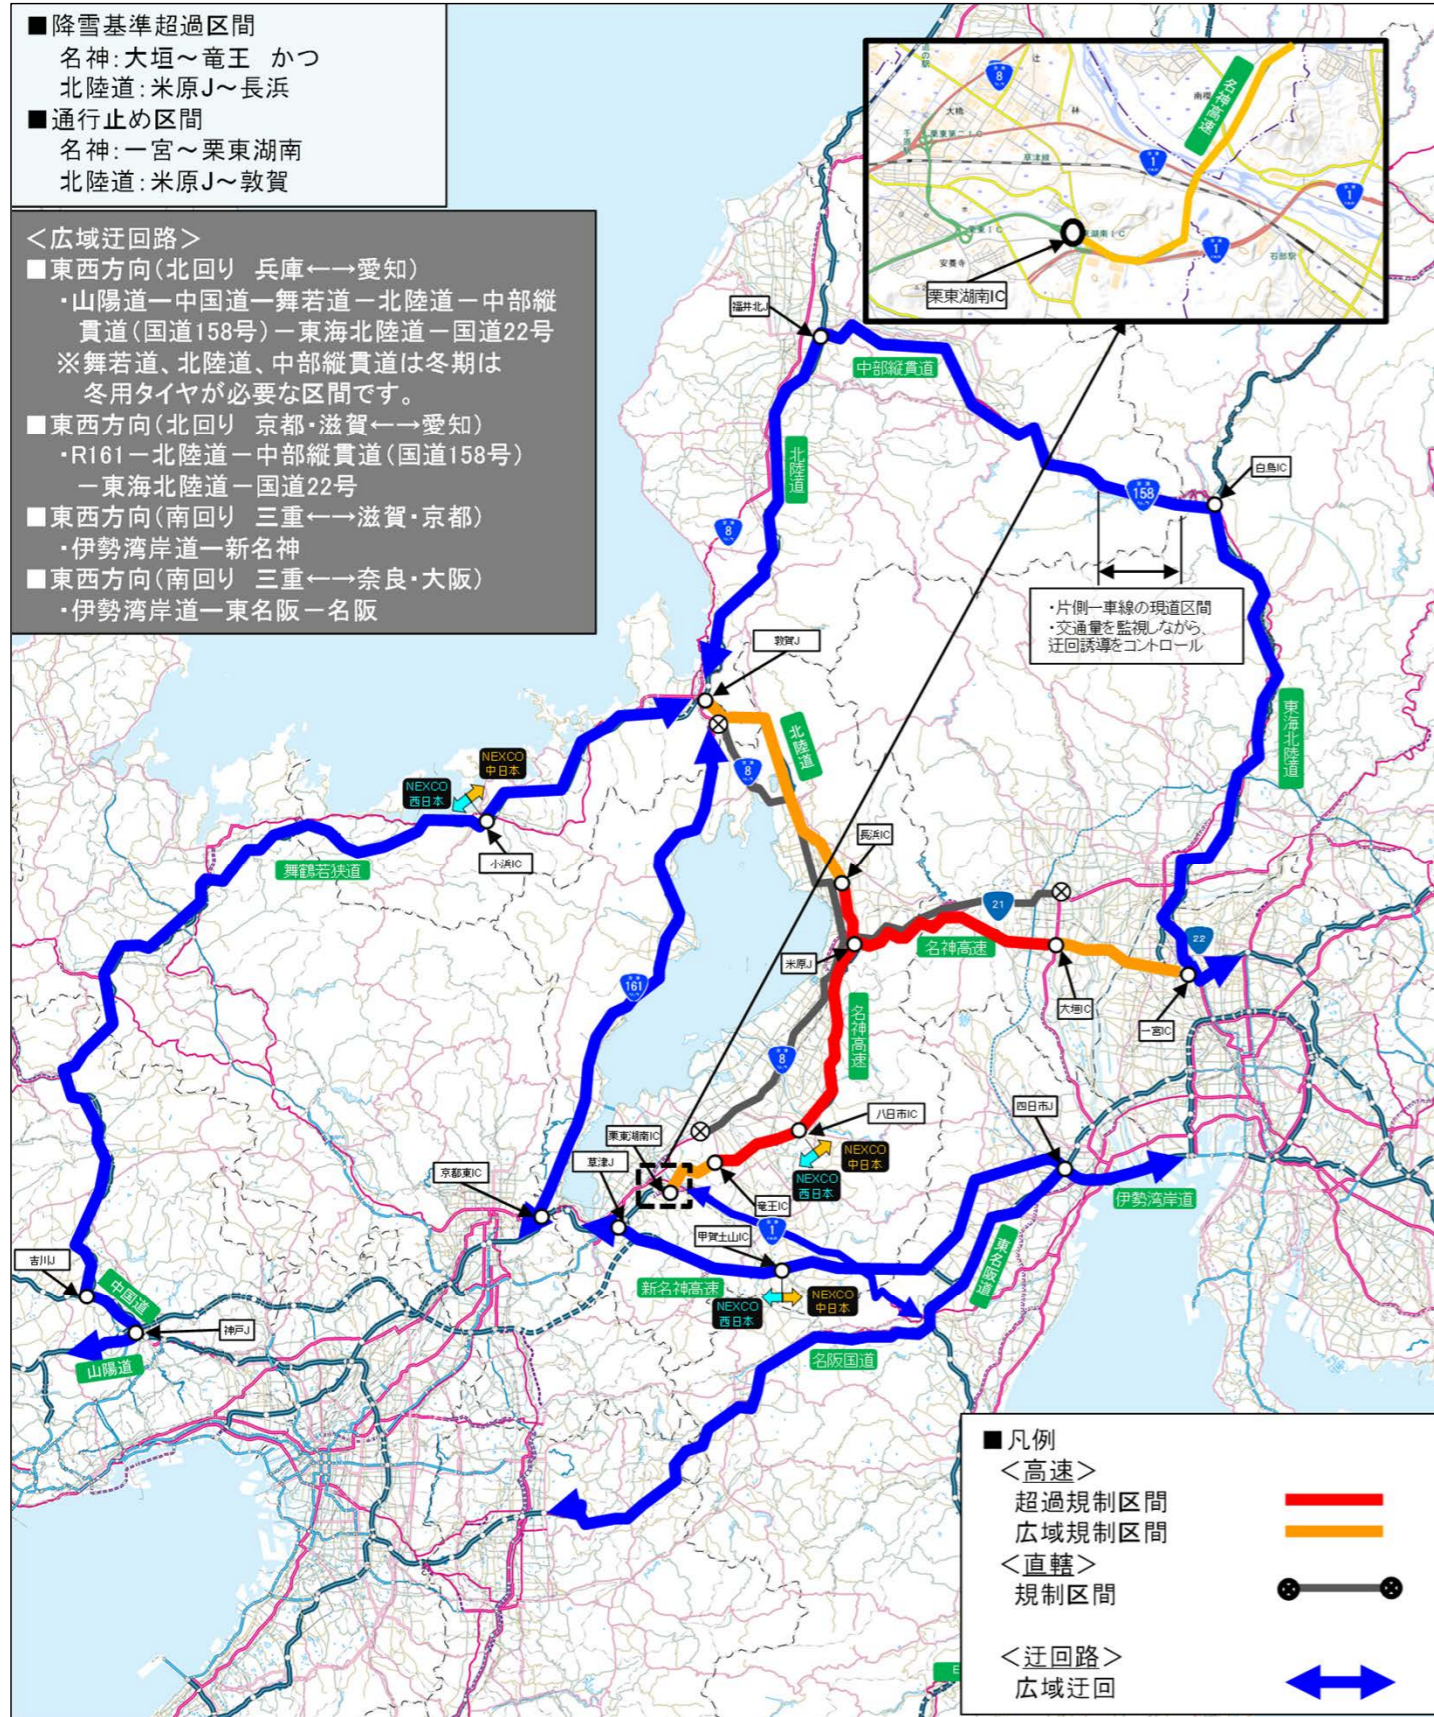 ■降雪基準超過区間
名神:大垣～竜王 かつ
北陸道:米原J～長浜
■通行止め区間
名神:一宮～栗東湖南
北陸道:米原J～敦賀
＜広域迂回路＞
■東西方向(北回り 兵庫←→愛知)
・山陽道ー中国道ー舞若道－北陸道－中部縦
貫道(国道158号)－東海北陸道－国道22号
※舞若道、北陸道、中部縦貫道は冬期は
冬用タイヤが必要な区間です。
■東西方向(北回り 京都・滋賀←→愛知)
・R161－北陸道－中部縦貫道(国道158号)
－東海北陸道－国道22号
■東西方向(南回り 三重←→滋賀・京都)
・伊勢湾岸道ー新名神
■東西方向(南回り 三重←→奈良・大阪)
・伊勢湾岸道ー東名阪－名阪
8
名神高速
大橋
林
辻
草津線
1
1
1
安養寺
石部駅
栗東湖南IC
福井北J
中部縦貫道
北陸道
8
158
白鳥IC
・片側一車線の現道区間
・交通量を監視しながら、
迂回誘導をコントロール
東海北陸道
敦賀J
北陸道
8
NEXCO
中日本
NEXCO
西日本
小浜IC
舞鶴若狭道
長浜IC
21
名神高速
22
米原J
大垣IC
一宮IC
161
名神高速
8
八日市IC
四日市J
栗東湖南IC
草津J
京都東IC
NEXCO
中日本
NEXCO
西日本
竜王IC
伊勢湾岸道
1
甲賀土山IC
東名阪道
新名神高速
NEXCO
西日本
NEXCO
中日本
吉川J
中国道
神戸J
山陽道
名阪国道
■凡例
＜高速＞
超過規制区間
広域規制区間
＜直轄＞
規制区間
＜迂回路＞
広域迂回